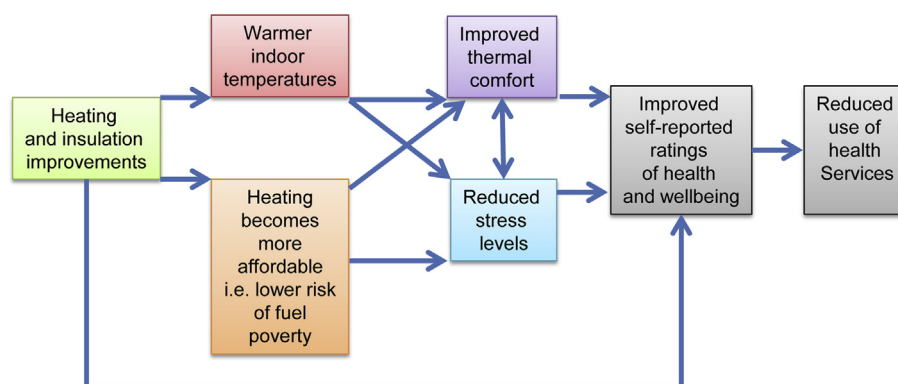 Heating
and insulation
improvements
Warmer
indoor
temperatures
Heating
becomes
more
affordable
i.e. lower risk
of fuel
poverty
Improved
thermal
comfort
Reduced
stress
levels
Improved
self-reported
ratings
of health
and wellbeing
Reduced
use of
health
Services